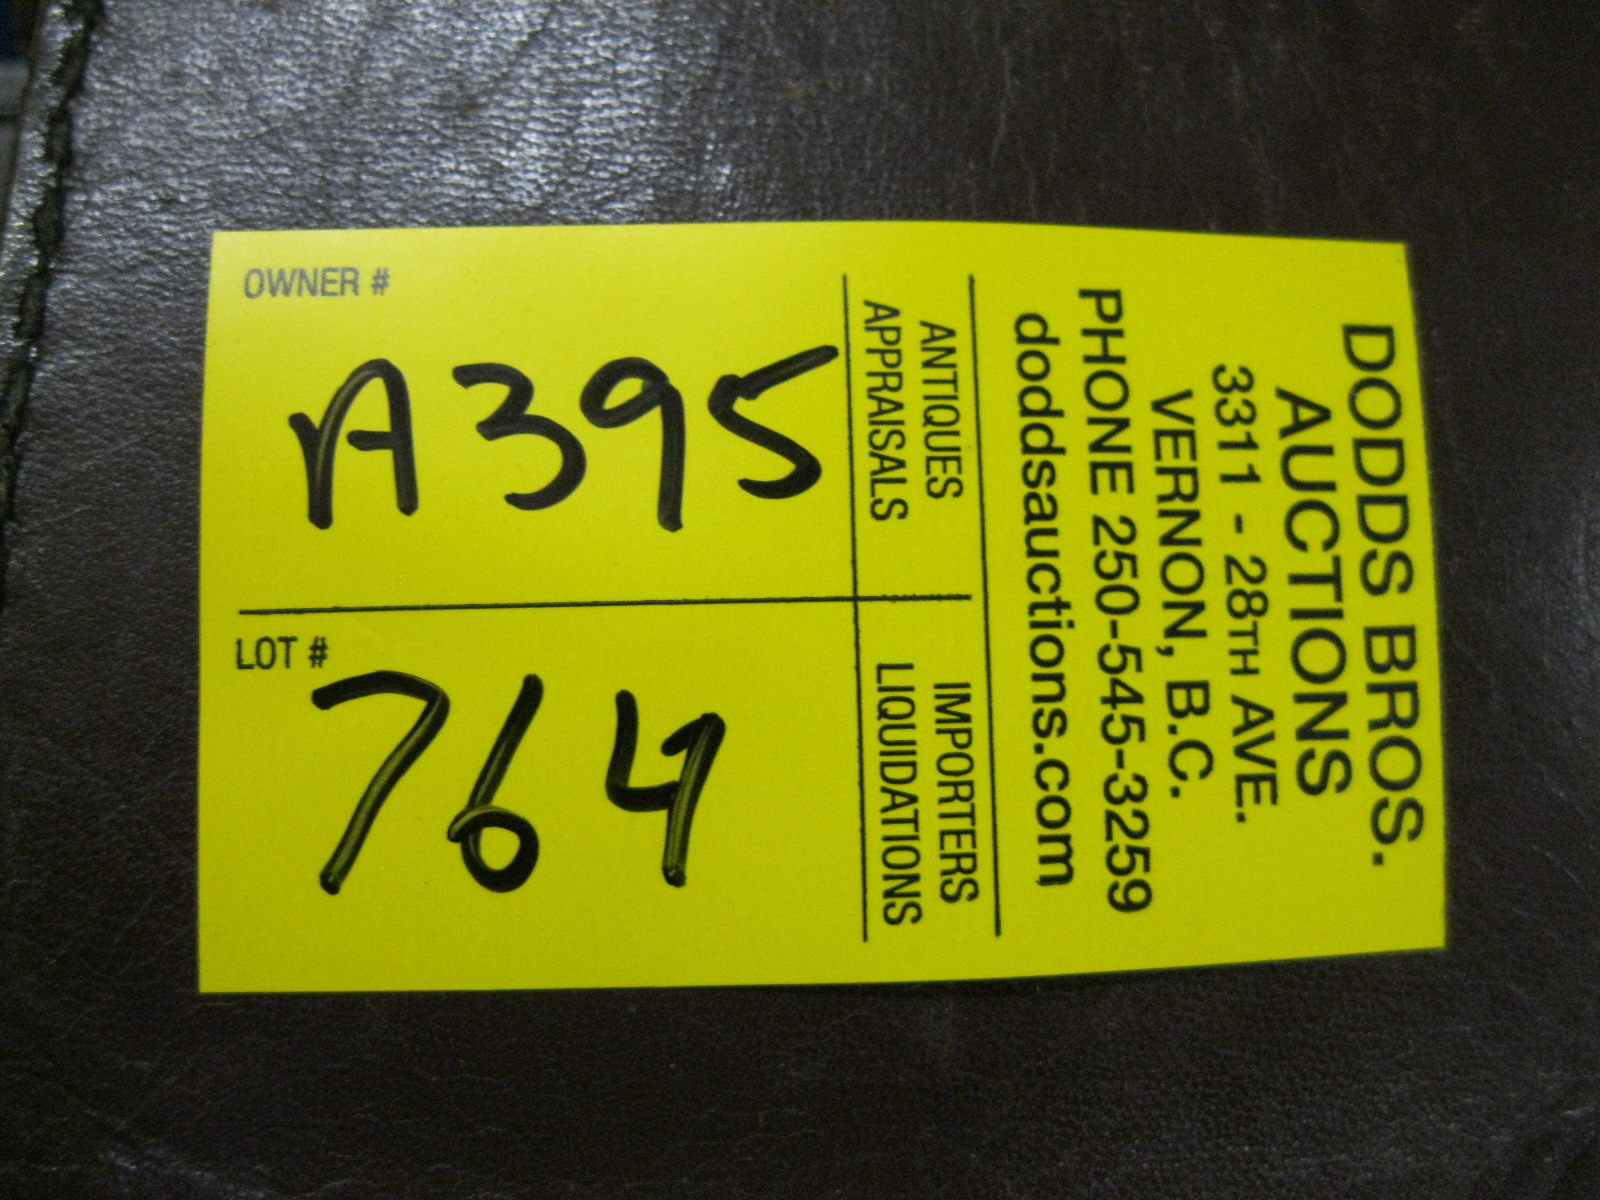 DODDS BROS.
AUCTIONS
3311 - 28TH AVE.
VERNON, B.C.
PHONE 250-545-3259
doddsauctions.com
ANTIQUES
APPRAISALS
IMPORTERS
LIQUIDATIONS
OWNER #
A395
LOT #
764